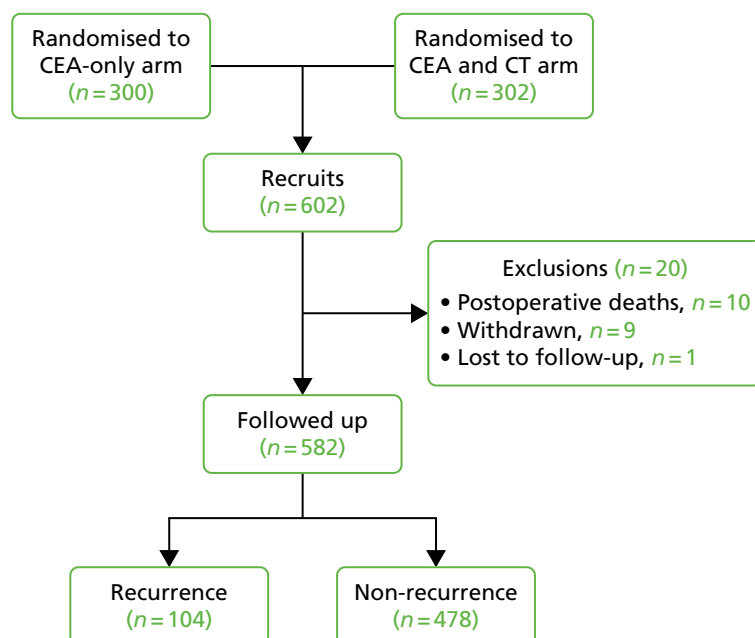 Randomised to
CEA-only arm
(n=300)
Randomised to
CEA and CT arm
(n=302)
Recruits
(n=602)
Exclusions (n=20)
• Postoperative deaths, n=10
• Withdrawn, n=9
• Lost to follow-up, n=1
Followed up
(n=582)
Recurrence
(n=104)
Non-recurrence
(n=478)